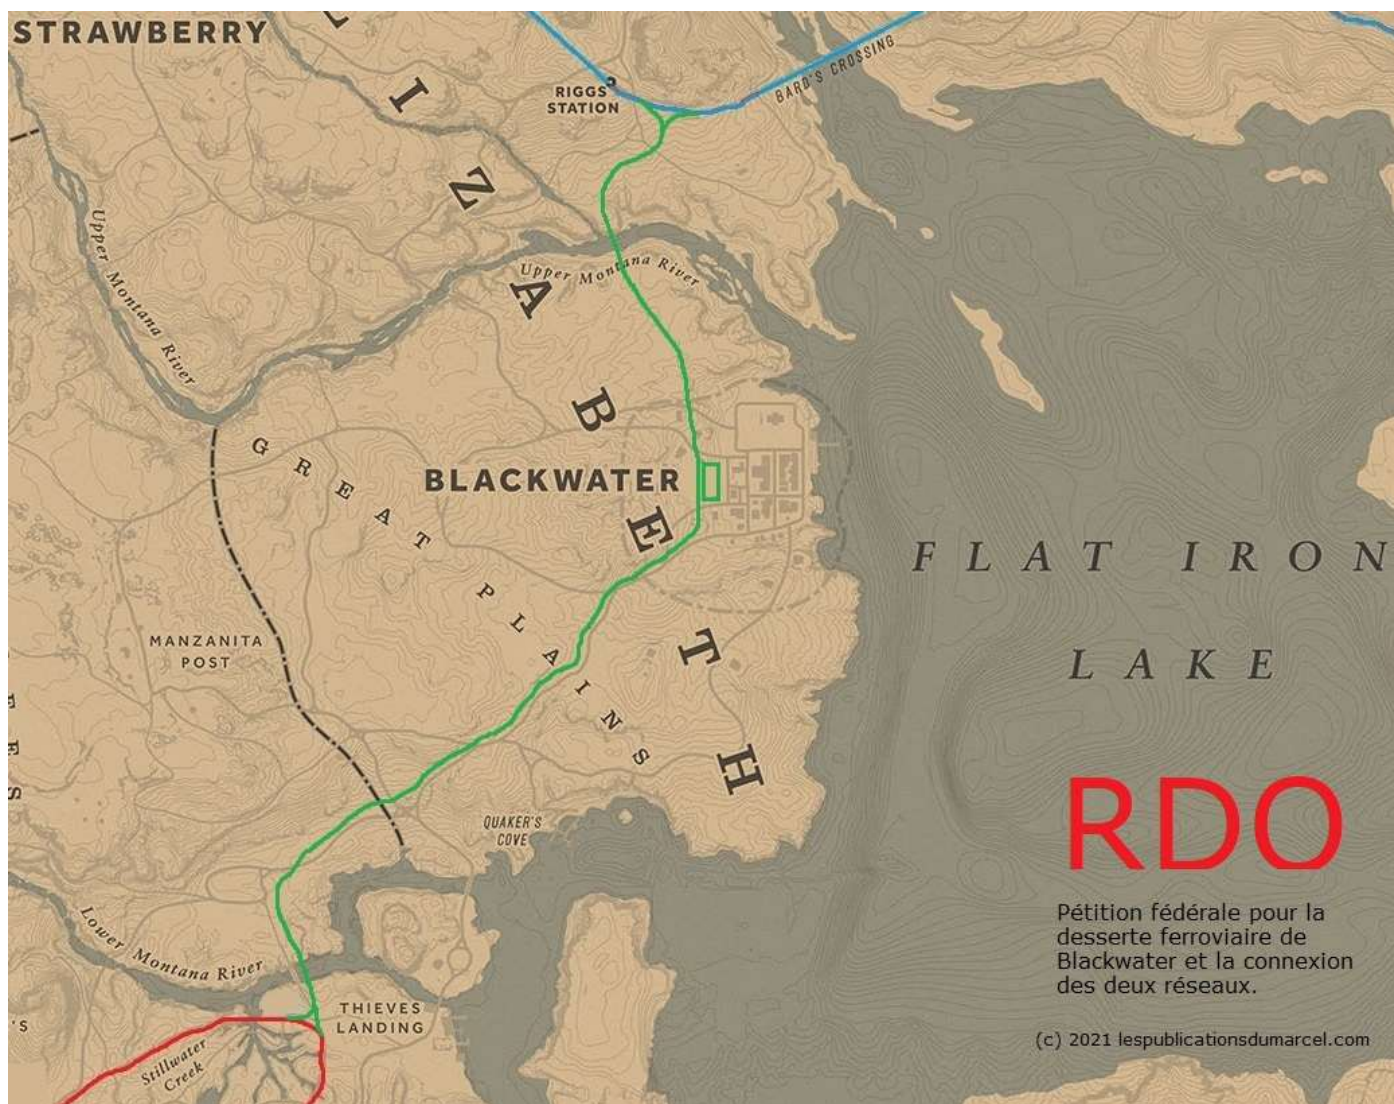 STRAWBERRY
L
I
Z
A
B
E
T
H
RIGGS
STATION
BARD'S CROSSING
Upper Montana River
Upper Montana River
GREAT PLAINS
BLACKWATER
MANZANITA
POST
FLAT IRON
LAKE
QUAKER'S
COVE
Lower Montana River
THIEVES
LANDING
Stillwater
Creek
'S
EES
RDO
Pétition fédérale pour la
desserte ferroviaire de
Blackwater et la connexion
des deux réseaux.
(c) 2021 lespublicationsdumarcel.com